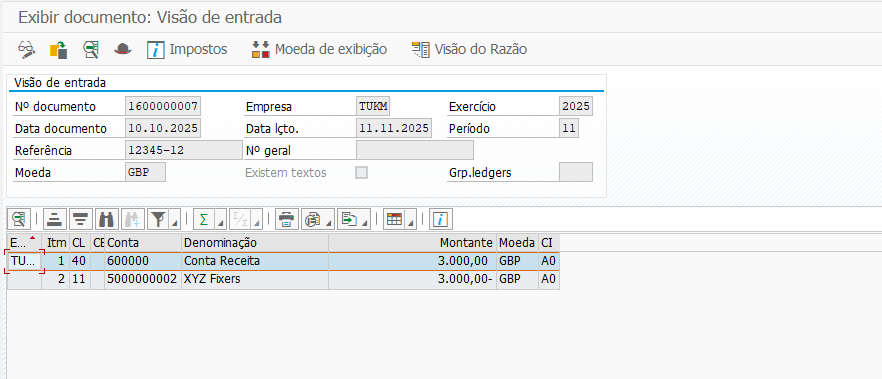 Exibir documento: Visão de entrada
Impostos Moeda de exibição Visão do Razão
Visão de entrada
Nº documento 1600000007 Empresa TUKM Exercício 2025
Data documento 10.10.2025 Data lçto. 11.11.2025 Período 11
Referência 12345-12 Nº geral
Moeda GBP Existem textos Grp.ledgers
E... Itm CL CE Conta Denominação Montante Moeda CI
TU... 1 40 600000 Conta Receita 3.000,00 GBP A0
2 11 5000000002 XYZ Fixers 3.000,00- GBP A0